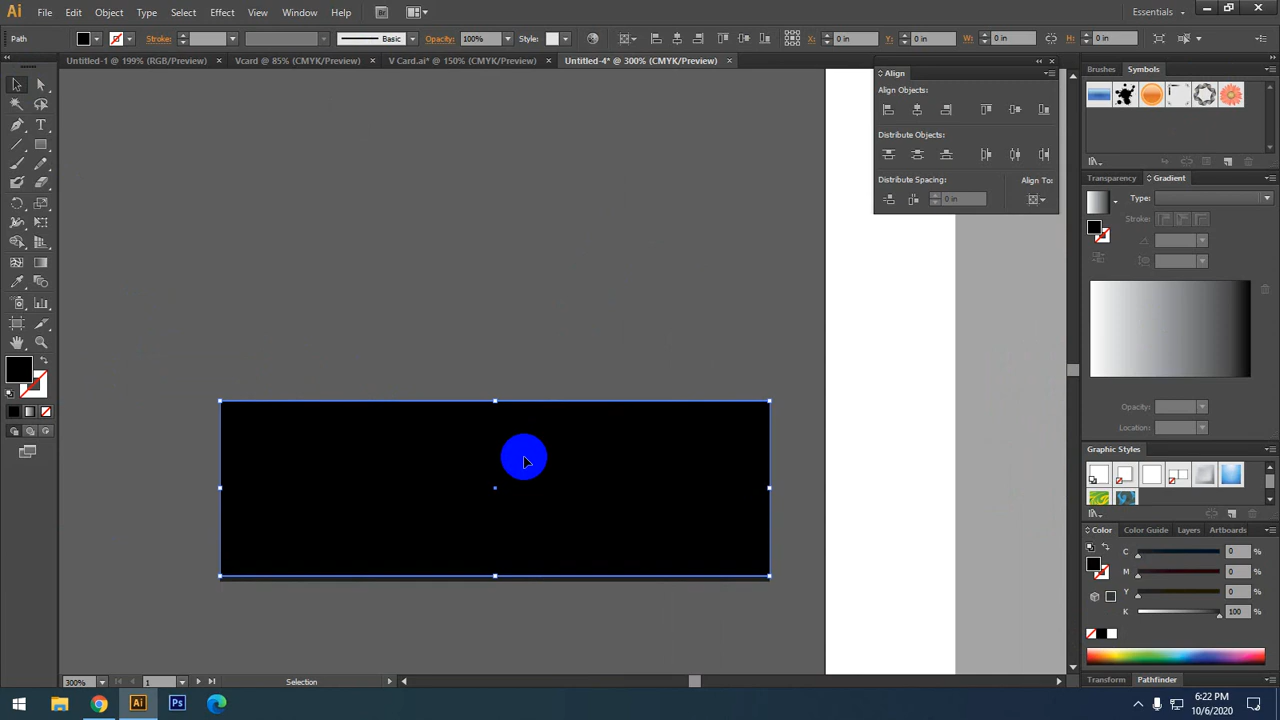 Ai File Edit Object Type Select Effect View Window Help Br Essentials
Path Stroke: Basic Opacity: 100% Style: X: 0 in Y: 0 in W: 0 in H: 0 in
Untitled-1 @ 199% (RGB/Preview) × Vcard @ 85% (CMYK/Preview) × V Card.ai* @ 150% (CMYK/Preview) × Untitled-4* @ 300% (CMYK/Preview) ×
Align
Align Objects:
Distribute Objects:
Distribute Spacing: Align To:
0 in
Brushes Symbols
Transparency Gradient
Type:
Stroke:
Opacity:
Location:
Graphic Styles
Color Color Guide Layers Artboards
C 0 %
M 0 %
Y 0 %
K 100 %
Transform Pathfinder
300% 1 Selection
Ai Ps 6:22 PM
10/6/2020